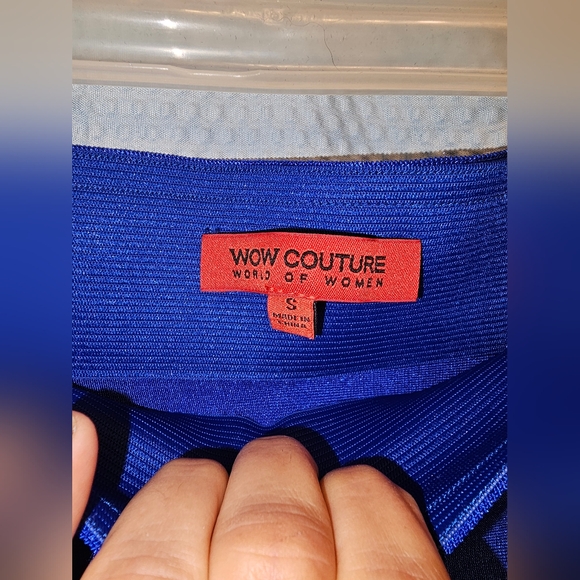 WOW COUTURE
WORLD OF WOMEN
S
MADE IN
CHINA